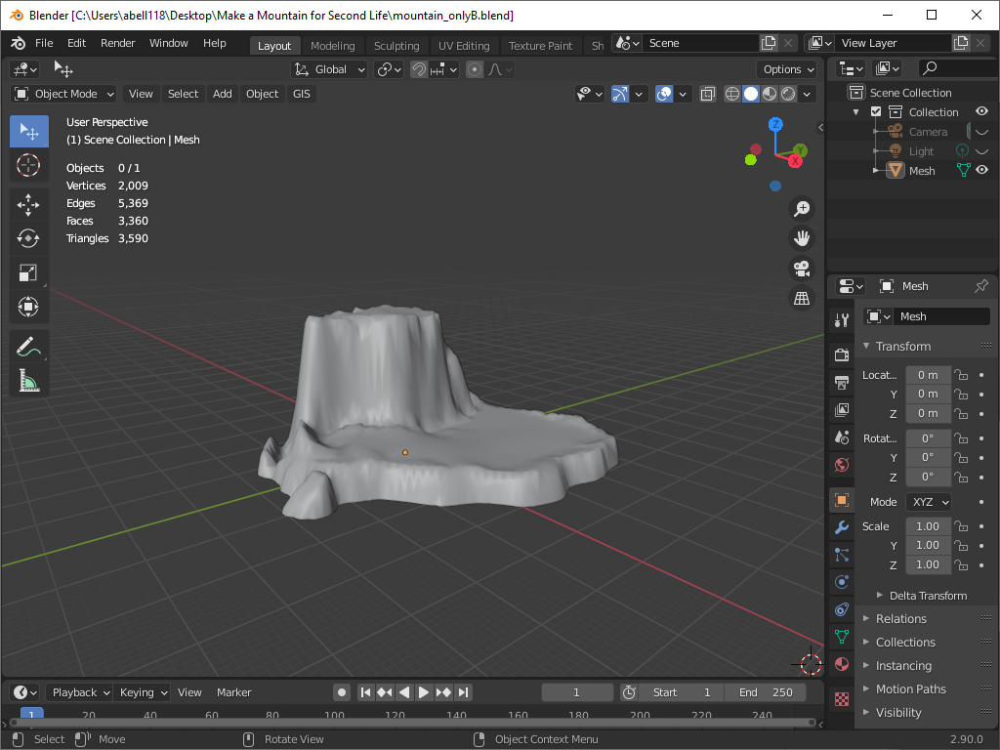 Blender [C:\Users\abell118\Desktop\Make a Mountain for Second Life\mountain_onlyB.blend]
File Edit Render Window Help Layout Modeling Sculpting UV Editing Texture Paint Sh Scene View Layer
Global Options
Object Mode View Select Add Object GIS
User Perspective
(1) Scene Collection | Mesh
Objects 0 / 1
Vertices 2,009
Edges 5,369
Faces 3,360
Triangles 3,590
Z
Y
X
Scene Collection
Collection
Camera
Light
Mesh
Mesh
Mesh
Transform
Locat... 0 m
Y 0 m
Z 0 m
Rotat... 0°
Y 0°
Z 0°
Mode XYZ
Scale 1.00
Y 1.00
Z 1.00
Delta Transform
Relations
Collections
Instancing
Motion Paths
Visibility
Playback Keying View Marker 1 Start 1 End 250
1 20 40 60 80 100 120 140 160 180 200 220 240
Select Move Rotate View Object Context Menu 2.90.0